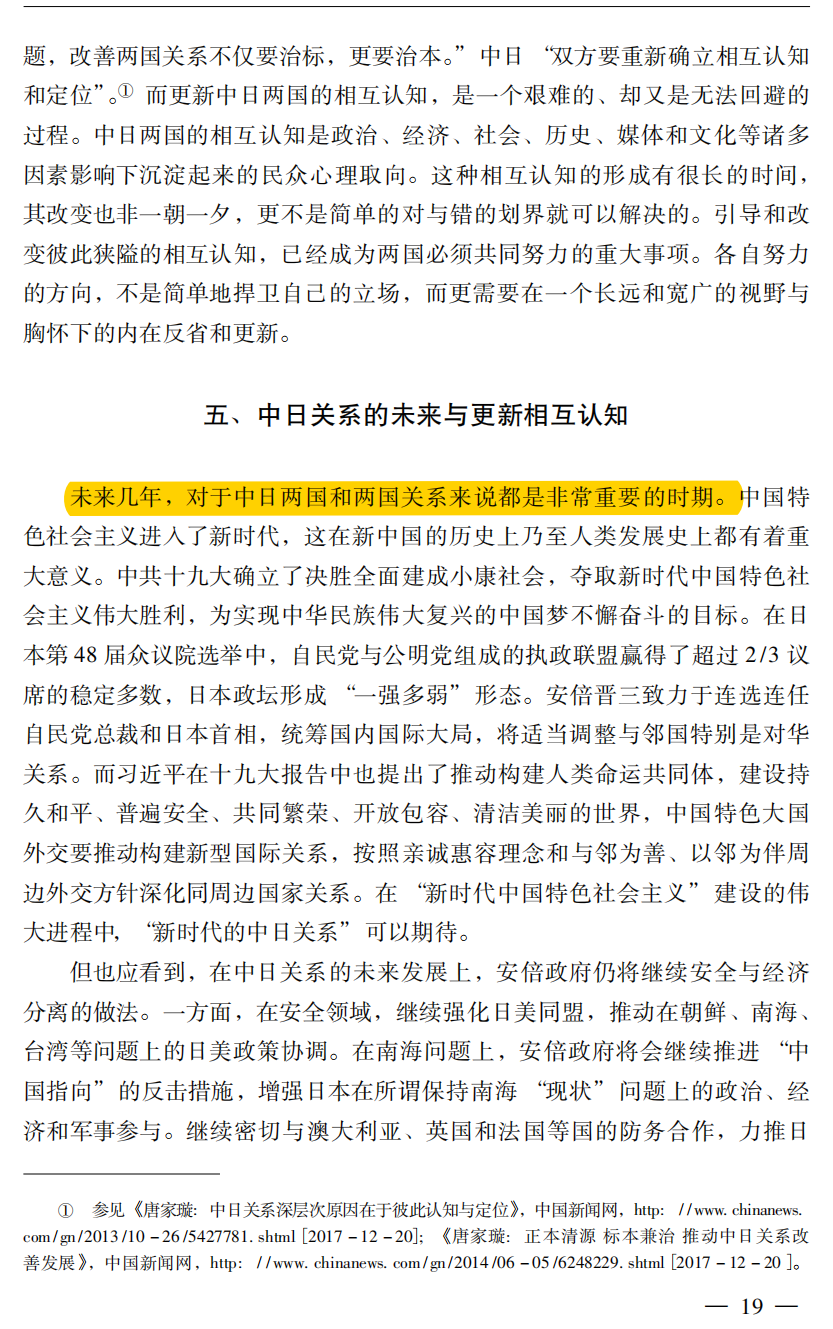 题，改善两国关系不仅要治标，更要治本。” 中日 “双方要重新确立相互认知
和定位”。① 而更新中日两国的相互认知，是一个艰难的、却又是无法回避的
过程。中日两国的相互认知是政治、经济、社会、历史、媒体和文化等诸多
因素影响下沉淀起来的民众心理取向。这种相互认知的形成有很长的时间，
其改变也非一朝一夕，更不是简单的对与错的划界就可以解决的。引导和改
变彼此狭隘的相互认知，已经成为两国必须共同努力的重大事项。各自努力
的方向，不是简单地捍卫自己的立场，而更需要在一个长远和宽广的视野与
胸怀下的内在反省和更新。
五、中日关系的未来与更新相互认知
未来几年，对于中日两国和两国关系来说都是非常重要的时期。中国特
色社会主义进入了新时代，这在新中国的历史上乃至人类发展史上都有着重
大意义。中共十九大确立了决胜全面建成小康社会，夺取新时代中国特色社
会主义伟大胜利，为实现中华民族伟大复兴的中国梦不懈奋斗的目标。在日
本第 48 届众议院选举中，自民党与公明党组成的执政联盟赢得了超过 2/3 议
席的稳定多数，日本政坛形成 “一强多弱” 形态。安倍晋三致力于连选连任
自民党总裁和日本首相，统筹国内国际大局，将适当调整与邻国特别是对华
关系。而习近平在十九大报告中也提出了推动构建人类命运共同体，建设持
久和平、普遍安全、共同繁荣、开放包容、清洁美丽的世界，中国特色大国
外交要推动构建新型国际关系，按照亲诚惠容理念和与邻为善、以邻为伴周
边外交方针深化同周边国家关系。在 “新时代中国特色社会主义” 建设的伟
大进程中，“新时代的中日关系” 可以期待。
但也应看到，在中日关系的未来发展上，安倍政府仍将继续安全与经济
分离的做法。一方面，在安全领域，继续强化日美同盟，推动在朝鲜、南海、
台湾等问题上的日美政策协调。在南海问题上，安倍政府将会继续推进 “中
国指向” 的反击措施，增强日本在所谓保持南海 “现状” 问题上的政治、经
济和军事参与。继续密切与澳大利亚、英国和法国等国的防务合作，力推日
① 参见《唐家璇：中日关系深层次原因在于彼此认知与定位》，中国新闻网，http：//www. chinanews.
com/gn/2013/10－26/5427781. shtml [2017－12－20]；《唐家璇：正本清源 标本兼治 推动中日关系改
善发展》，中国新闻网，http：//www. chinanews. com/gn/2014/06－05/6248229. shtml [2017－12－20 ]。
— 19 —